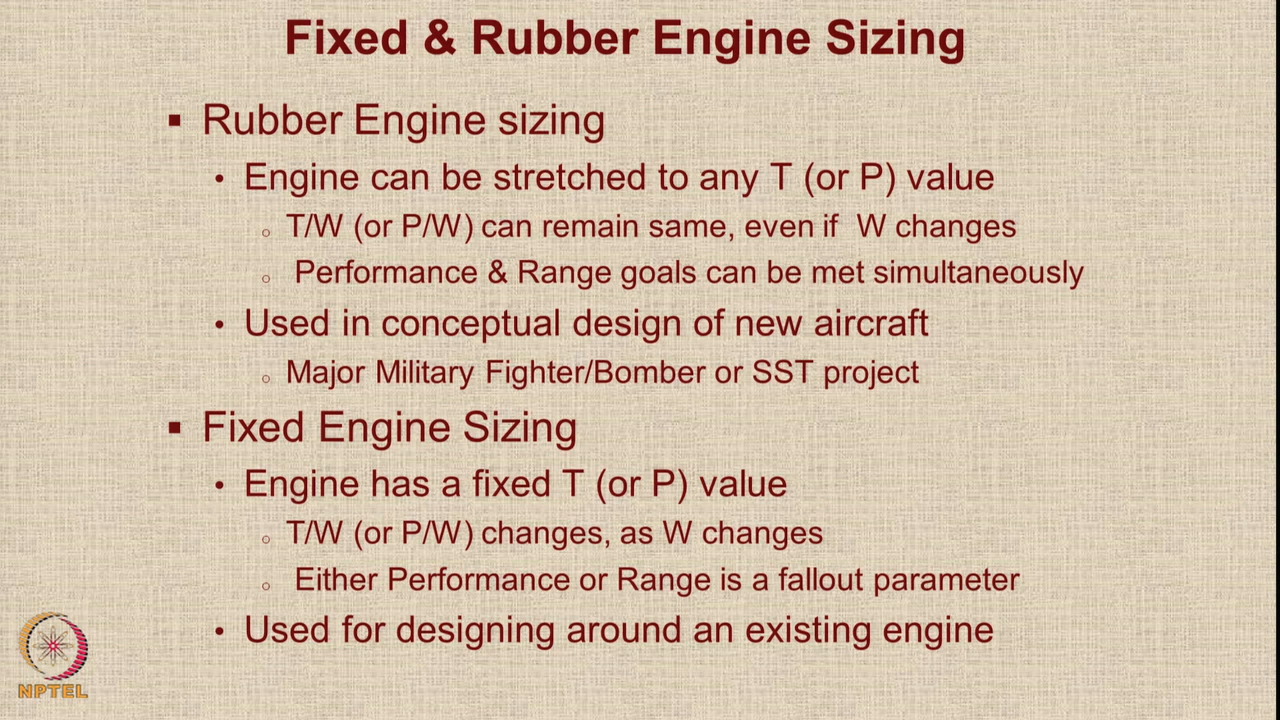 Fixed & Rubber Engine Sizing
▪ Rubber Engine sizing
• Engine can be stretched to any T (or P) value
○ T/W (or P/W) can remain same, even if W changes
○ Performance & Range goals can be met simultaneously
• Used in conceptual design of new aircraft
○ Major Military Fighter/Bomber or SST project
▪ Fixed Engine Sizing
• Engine has a fixed T (or P) value
○ T/W (or P/W) changes, as W changes
○ Either Performance or Range is a fallout parameter
• Used for designing around an existing engine
NPTEL